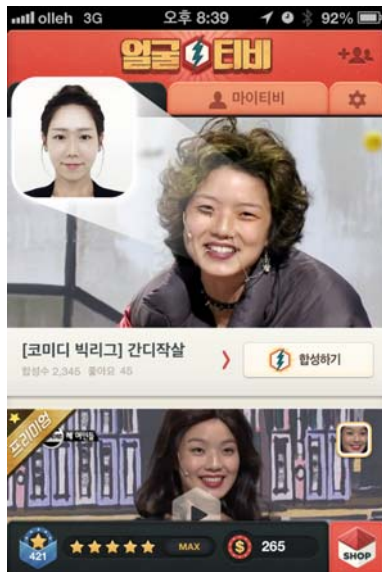 olleh 3G 오후 8:39 92%
얼굴티비
마이티비
[코미디 빅리그] 간디작살
합성수 2,345 좋아요 45
합성하기
프리미엄
421
MAX
265
SHOP